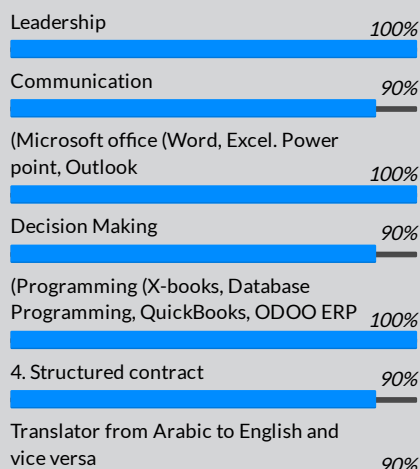 Leadership
100%
Communication
90%
(Microsoft office (Word, Excel. Power
point, Outlook
100%
Decision Making
90%
(Programming (X-books, Database
Programming, QuickBooks, ODOO ERP
100%
4. Structured contract
90%
Translator from Arabic to English and
vice versa
90%